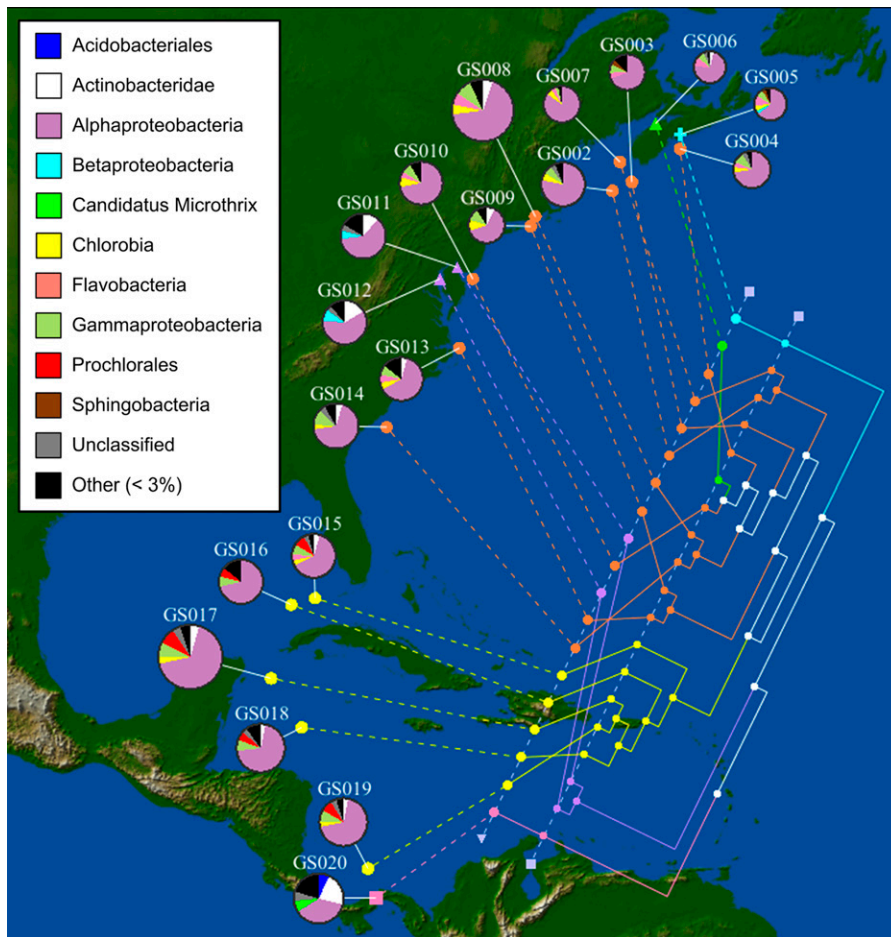 Acidobacteriales
Actinobacteridae
Alphaproteobacteria
Betaproteobacteria
Candidatus Microthrix
Chlorobia
Flavobacteria
Gammaproteobacteria
Prochlorales
Sphingobacteria
Unclassified
Other (< 3%)
GS003
GS006
GS008
GS007
GS005
GS010
GS002
GS004
GS009
GS011
GS012
GS013
GS014
GS015
GS016
GS017
GS018
GS019
GS020